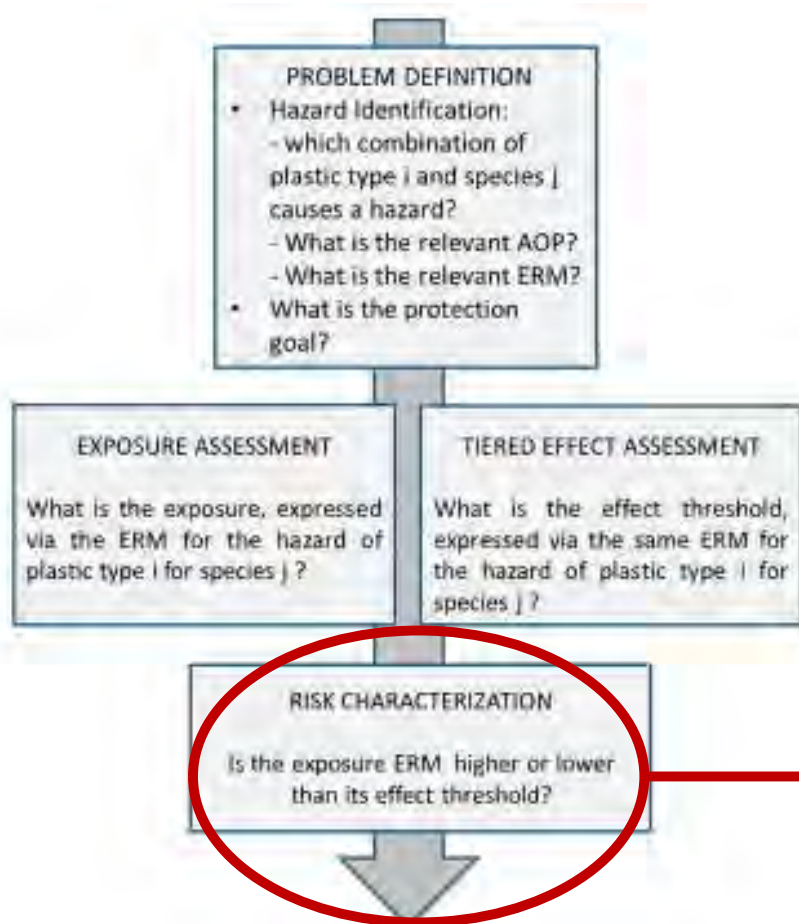 PROBLEM DEFINITION
• Hazard Identification:
- which combination of
plastic type i and species j
causes a hazard?
- What is the relevant AOP?
- What is the relevant ERM?
• What is the protection
goal?
EXPOSURE ASSESSMENT
What is the exposure, expressed
via the ERM for the hazard of
plastic type i for species j ?
TIERED EFFECT ASSESSMENT
What is the effect threshold,
expressed via the same ERM for
the hazard of plastic type i for
species j ?
RISK CHARACTERIZATION
Is the exposure ERM higher or lower
than its effect threshold?